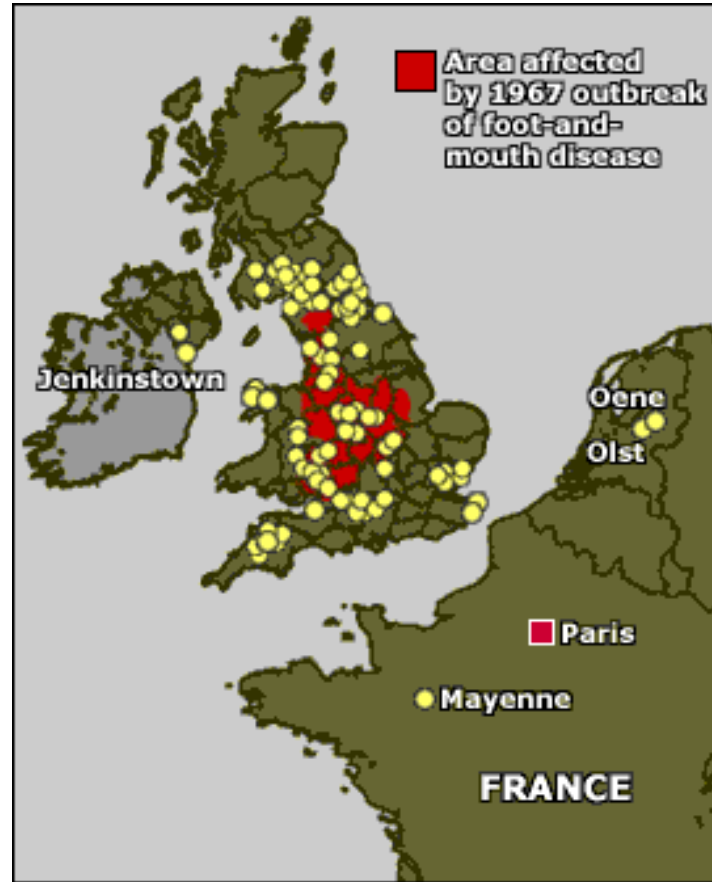 Area affected
by 1967 outbreak
of foot-and-
mouth disease
Jenkinstown
Oene
Olst
Paris
Mayenne
FRANCE